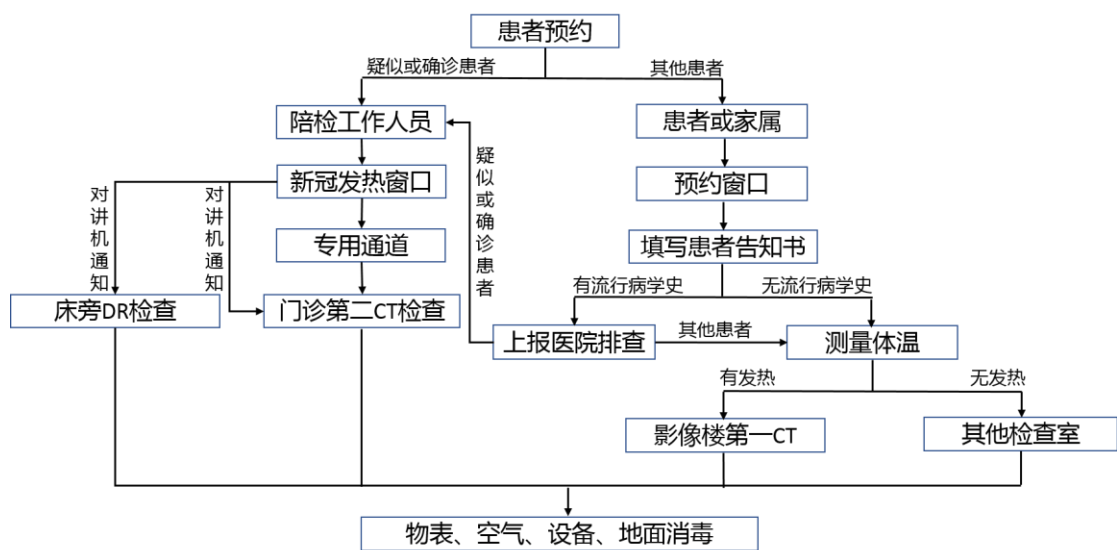 患者预约
疑似或确诊患者
其他患者
陪检工作人员
患者或家属
疑似或确诊患者
新冠发热窗口
预约窗口
对讲机通知
对讲机通知
专用通道
填写患者告知书
有流行病学史
无流行病学史
床旁DR检查
门诊第二CT检查
上报医院排查
其他患者
测量体温
有发热
无发热
影像楼第一CT
其他检查室
物表、空气、设备、地面消毒